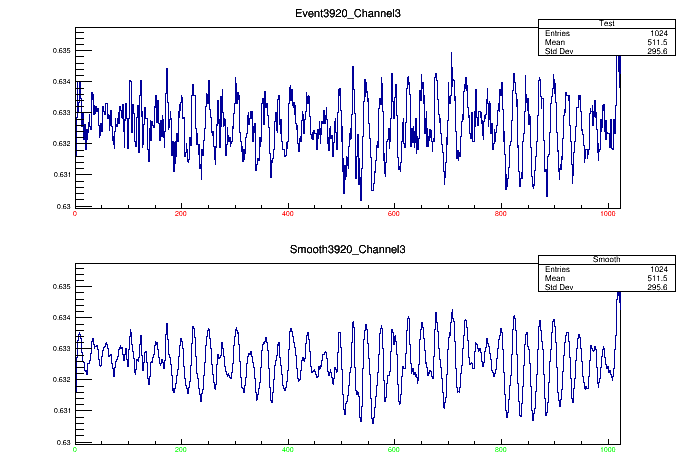 Event3920_Channel3
Test
Entries 1024
Mean 511.5
Std Dev 295.6
0.635
0.634
0.633
0.632
0.631
0.63
0 200 400 600 800 1000
Smooth3920_Channel3
Smooth
Entries 1024
Mean 511.5
Std Dev 295.6
0.635
0.634
0.633
0.632
0.631
0.63
0 200 400 600 800 1000